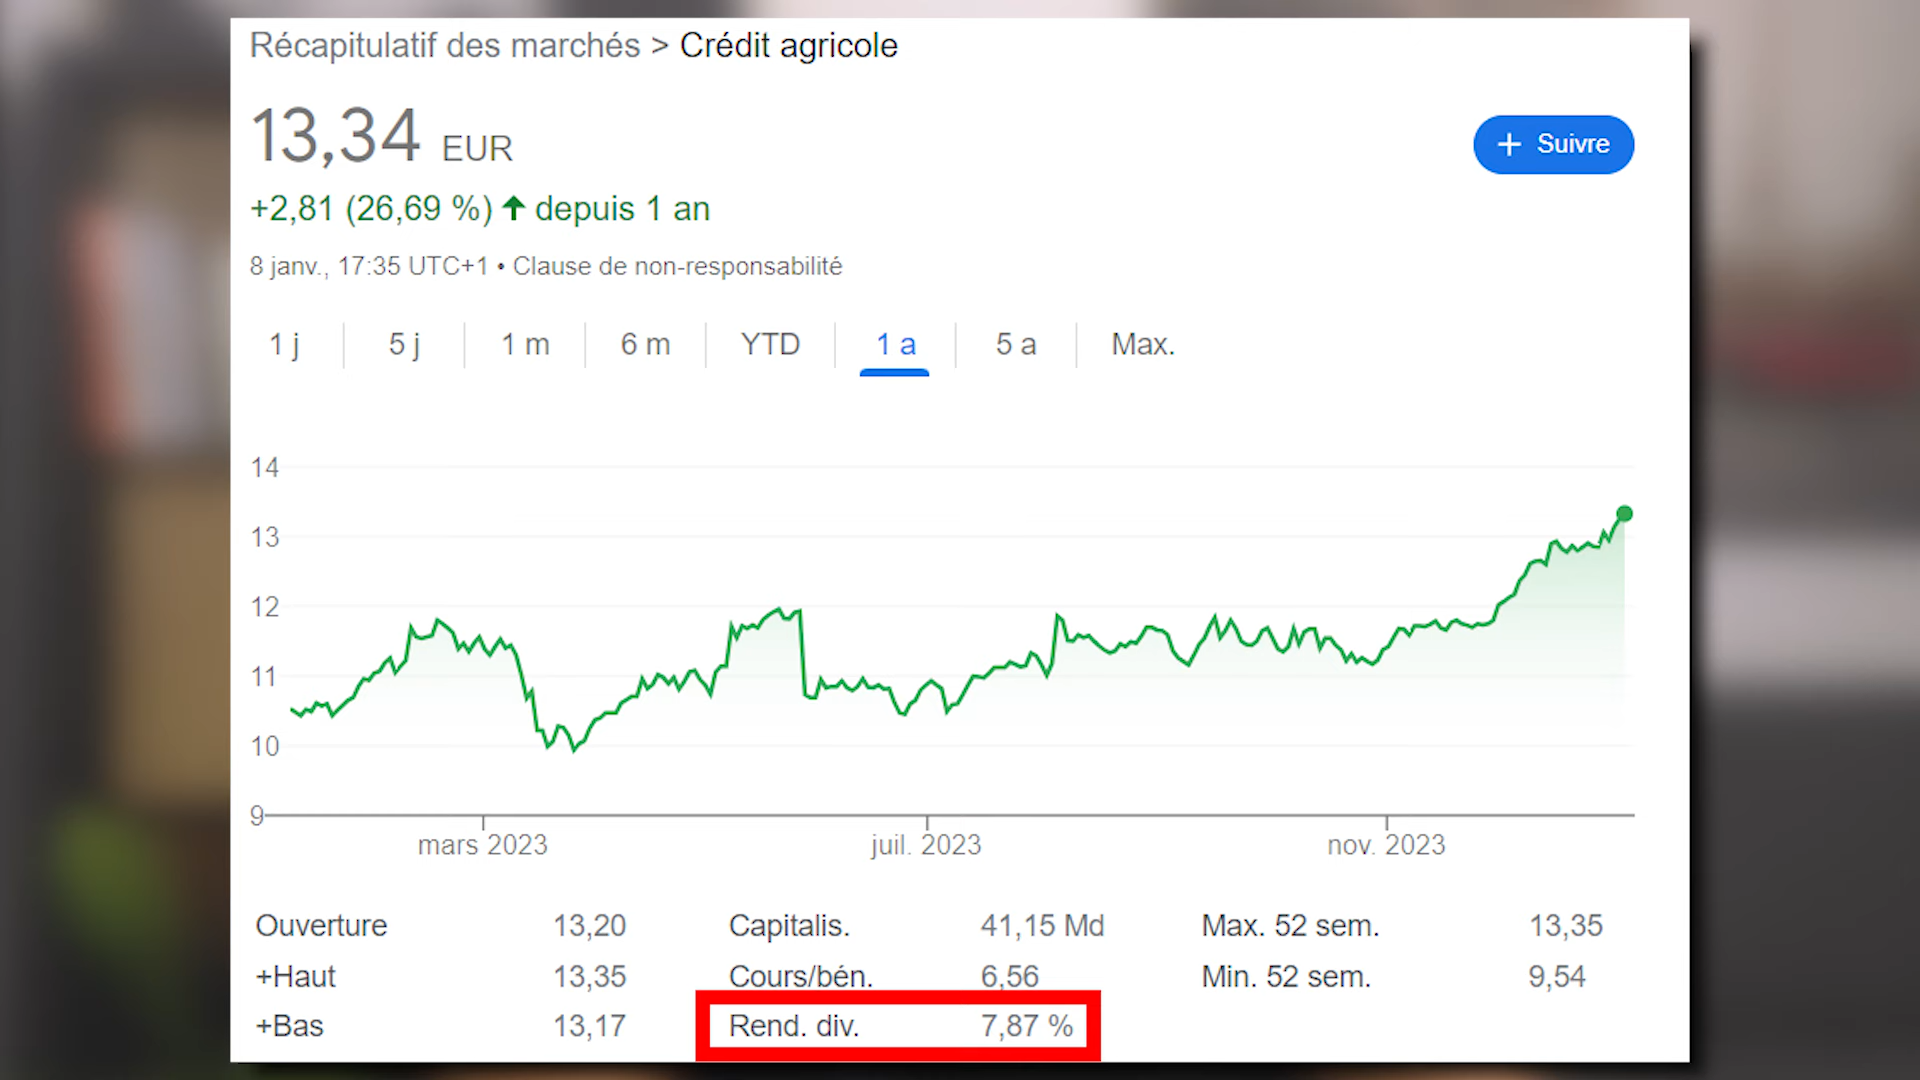 Récapitulatif des marchés > Crédit agricole
13,34 EUR
+ Suivre
+2,81 (26,69 %) ↑ depuis 1 an
8 janv., 17:35 UTC+1 • Clause de non-responsabilité
1 j 5 j 1 m 6 m YTD 1 a 5 a Max.
14
13
12
11
10
9
mars 2023 juil. 2023 nov. 2023
Ouverture 13,20 Capitalis. 41,15 Md Max. 52 sem. 13,35
+Haut 13,35 Cours/bén. 6,56 Min. 52 sem. 9,54
+Bas 13,17 Rend. div. 7,87 %